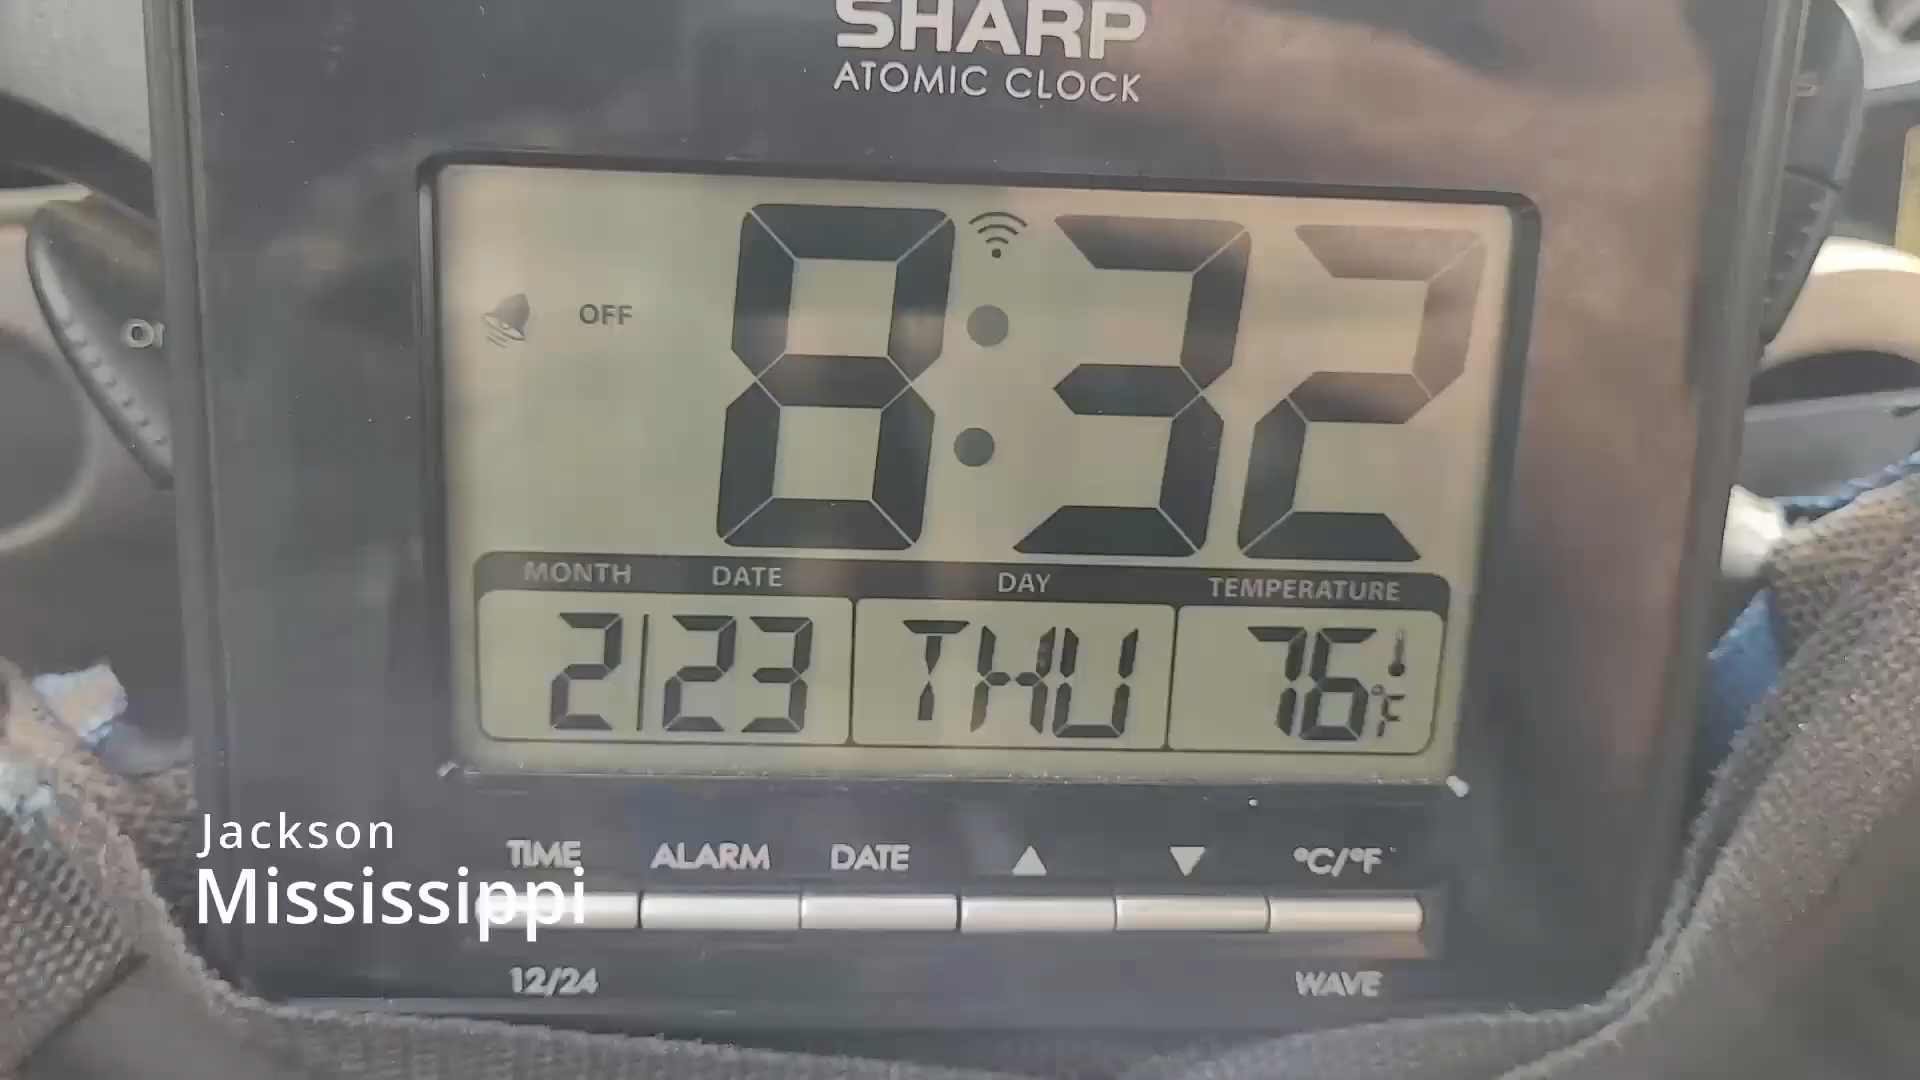 SHARP
ATOMIC CLOCK
OFF
8:32
MONTH DATE DAY TEMPERATURE
2|23 THU 76°F
TIME ALARM DATE ▲ ▼ °C/°F
12/24 WAVE
Jackson
Mississippi